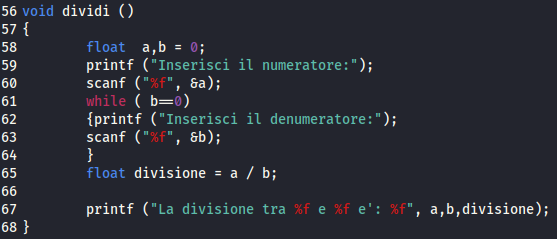 56 void dividi ()
57 {
58 float a,b = 0;
59 printf ("Inserisci il numeratore:");
60 scanf ("%f", &a);
61 while ( b==0)
62 {printf ("Inserisci il denumeratore:");
63 scanf ("%f", &b);
64 }
65 float divisione = a / b;
66
67 printf ("La divisione tra %f e %f e': %f", a,b,divisione);
68 }